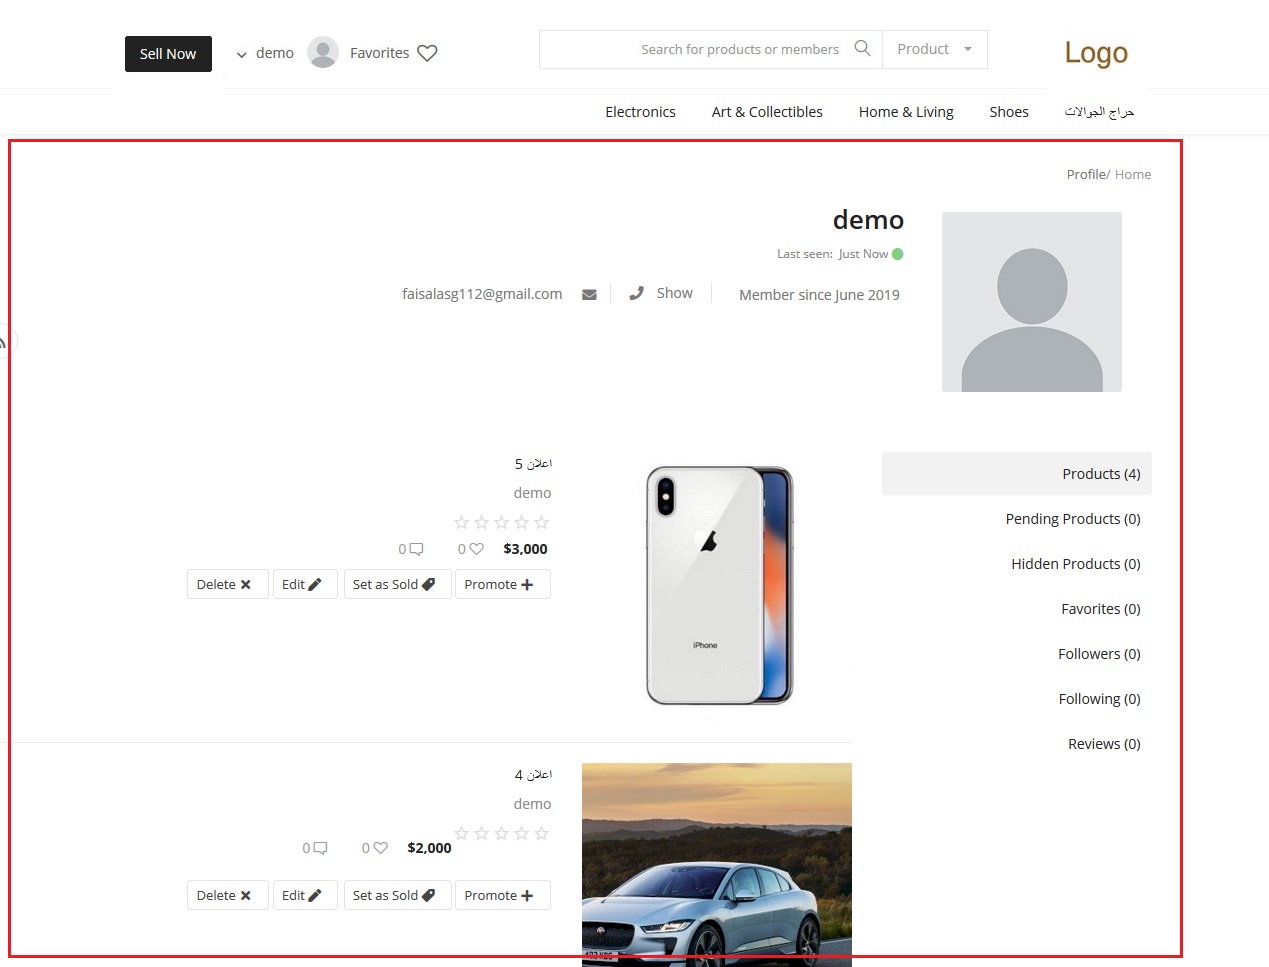 Sell Now
demo
Favorites
Search for products or members
Product
Logo
Electronics
Art & Collectibles
Home & Living
Shoes
حراج الجوالات
Profile/ Home
demo
Last seen: Just Now
faisalasg112@gmail.com
Show
Member since June 2019
اعلان 5
demo
0
0
$3,000
Delete
Edit
Set as Sold
Promote
iPhone
Products (4)
Pending Products (0)
Hidden Products (0)
Favorites (0)
Followers (0)
Following (0)
Reviews (0)
اعلان 4
demo
0
0
$2,000
Delete
Edit
Set as Sold
Promote